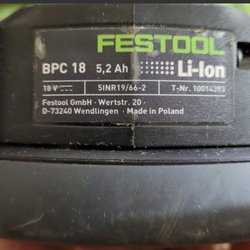 FESTOOL
BPC 18 5,2 Ah Li-Ion
18 V 5INR19/66-2 T-Nr. 10014393
Festool GmbH · Wertstr. 20 ·
D-73240 Wendlingen · Made in Poland